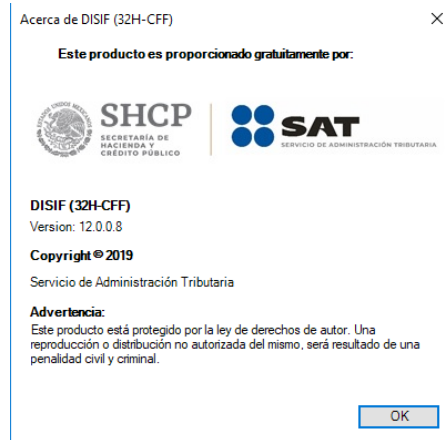 Acerca de DISIF (32H-CFF)
Este producto es proporcionado gratuitamente por:
SHCP
SECRETARÍA DE
HACIENDA Y
CRÉDITO PÚBLICO
SAT
SERVICIO DE ADMINISTRACIÓN TRIBUTARIA
DISIF (32H-CFF)
Version: 12.0.0.8
Copyright © 2019
Servicio de Administración Tributaria
Advertencia:
Este producto está protegido por la ley de derechos de autor. Una
reproducción o distribución no autorizada del mismo, será resultado de una
penalidad civil y criminal.
OK